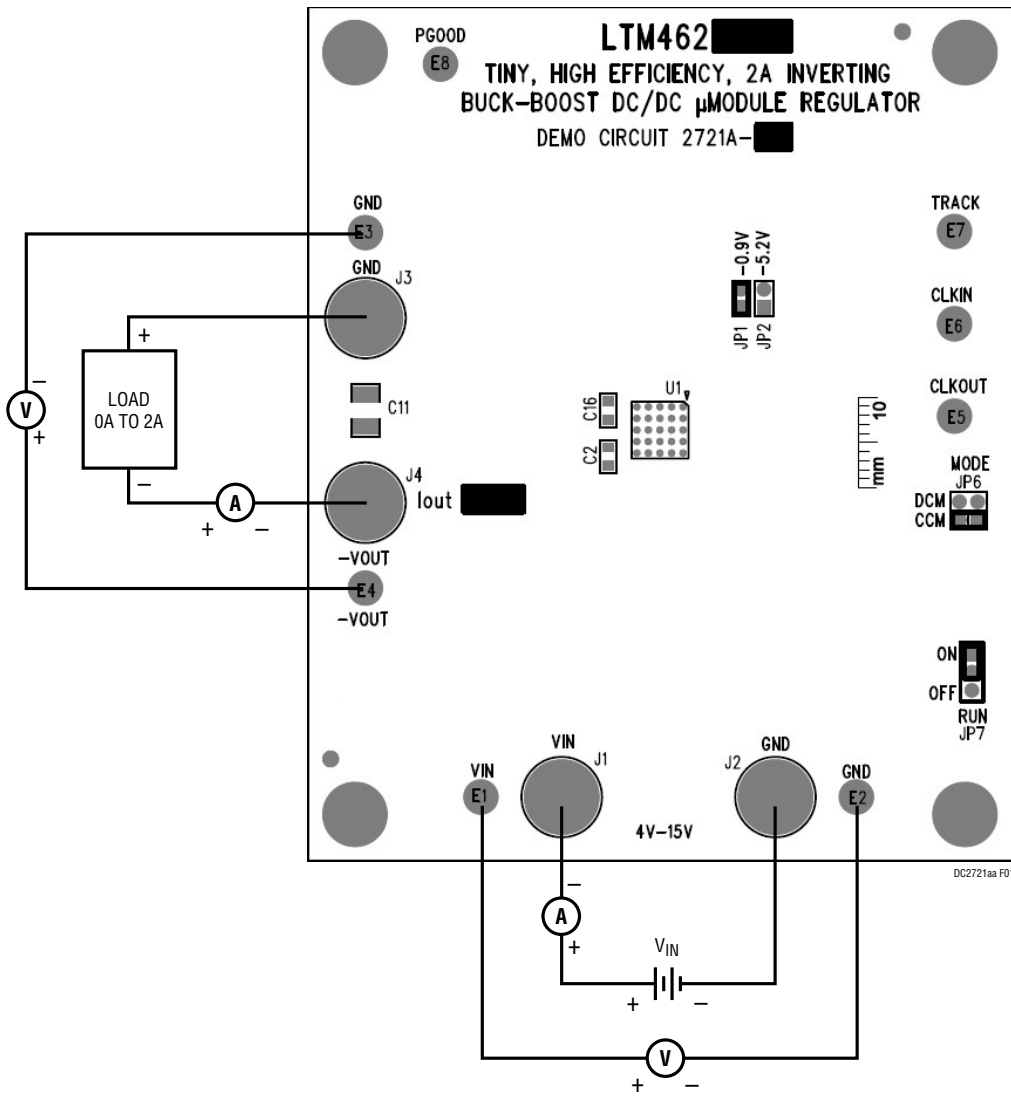 LTM462
PGOOD
E8
TINY, HIGH EFFICIENCY, 2A INVERTING
BUCK-BOOST DC/DC µMODULE REGULATOR
DEMO CIRCUIT 2721A-
GND
E3
GND
J3
TRACK
E7
-0.9V
-5.2V
JP1
JP2
CLKIN
E6
+
LOAD
0A TO 2A
−
−
V
+
C11
C16
C2
U1
10
mm
CLKOUT
E5
MODE
JP6
DCM
CCM
J4
Iout
A
+
−
-VOUT
E4
-VOUT
ON
OFF
RUN
JP7
VIN
E1
VIN
J1
J2
GND
GND
E2
4V-15V
DC2721aa F01
−
A
+
VIN
+
−
V
+
−